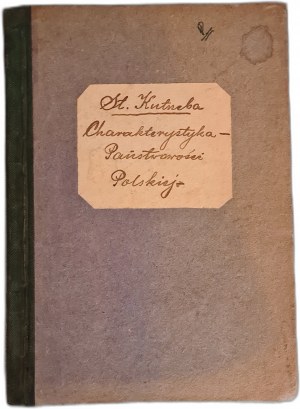 St. Kutrzeba
Charakterystyka –
Państwowości
Polskiej